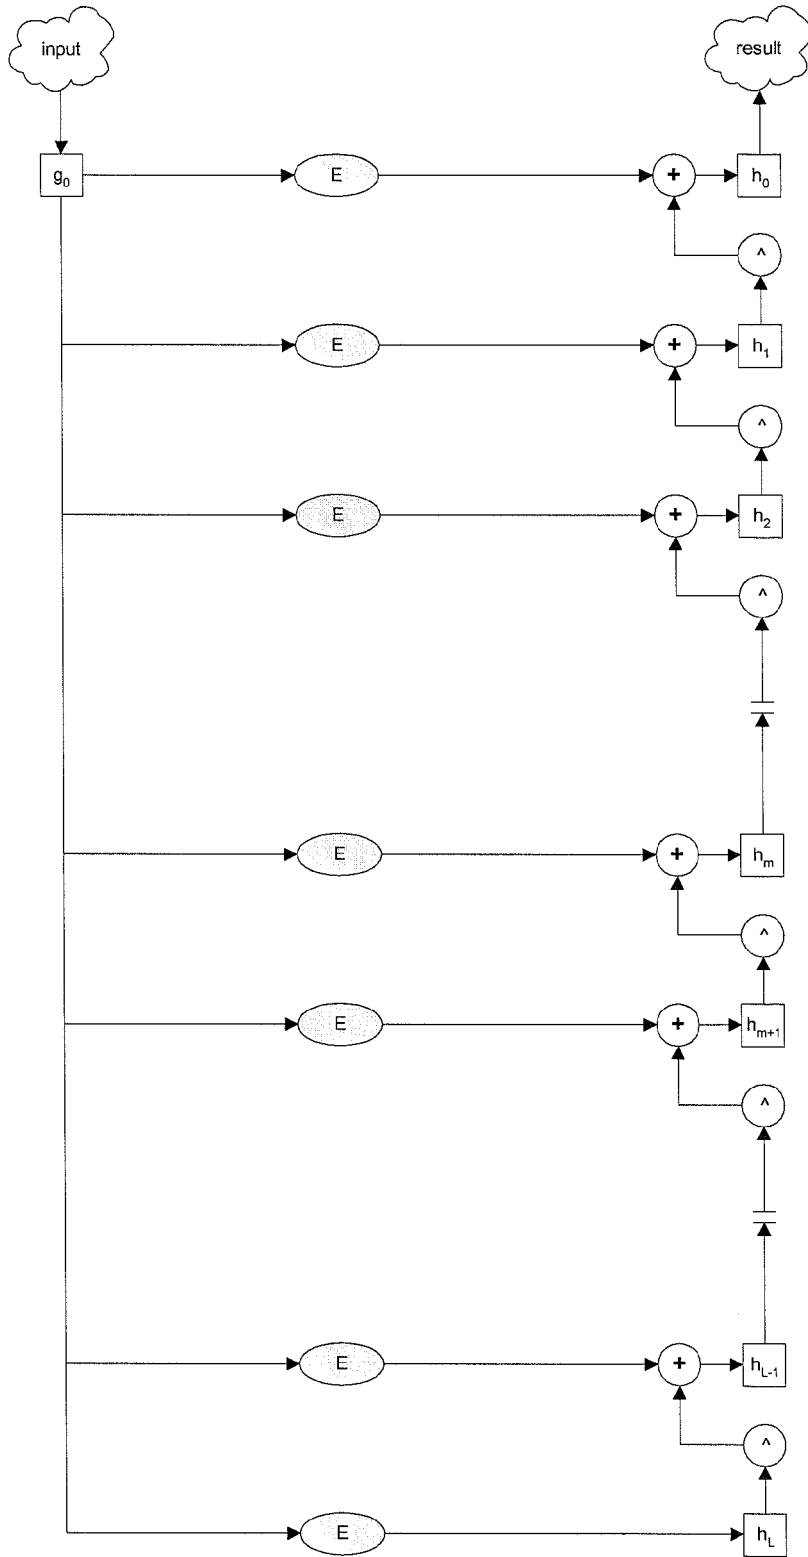 input
result
g0
E
+
h0
^
E
+
h1
^
E
+
h2
^
E
+
hm
^
E
+
hm+1
^
E
+
hL-1
^
E
hL